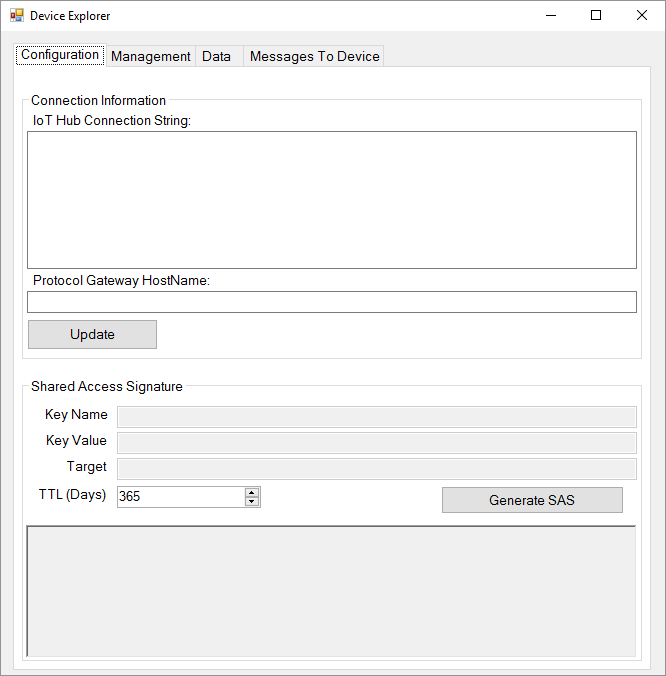 Device Explorer
Configuration Management Data Messages To Device
Connection Information
IoT Hub Connection String:
Protocol Gateway HostName:
Update
Shared Access Signature
Key Name
Key Value
Target
TTL (Days) 365 Generate SAS